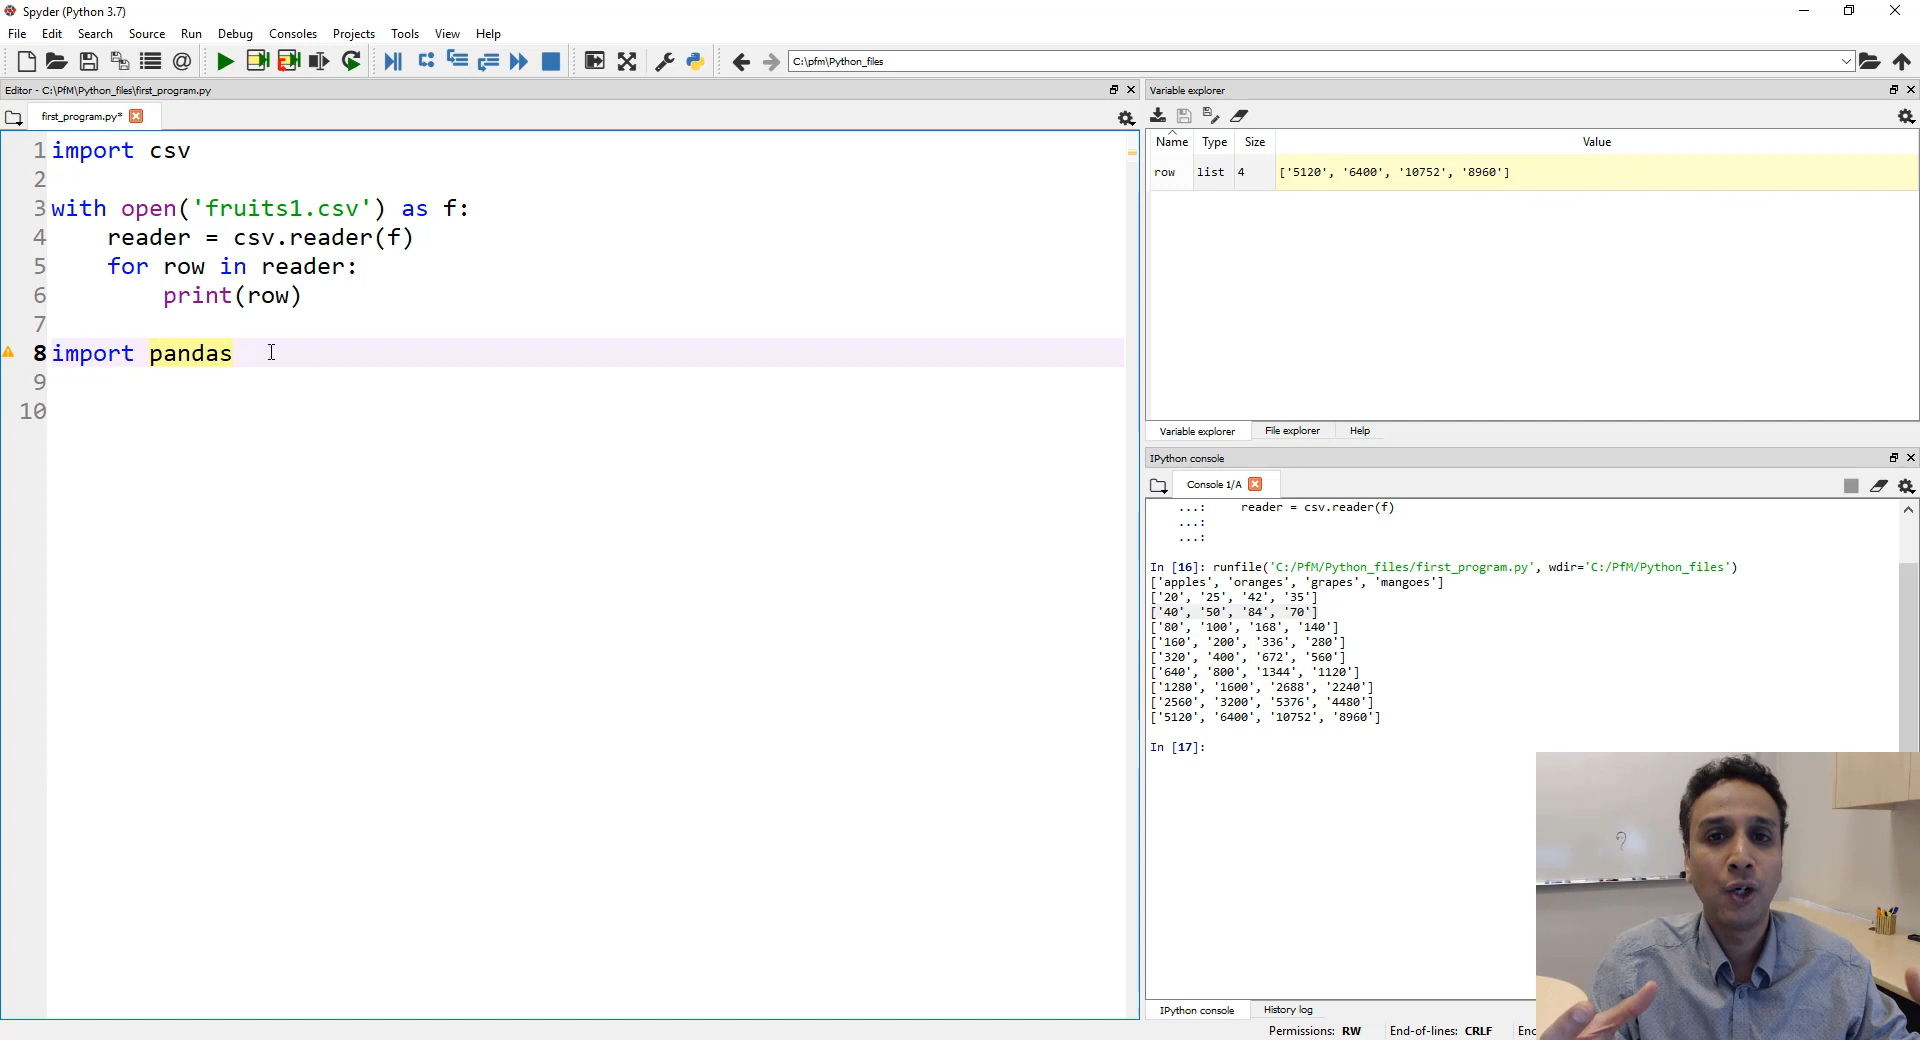 Spyder (Python 3.7)
File Edit Search Source Run Debug Consoles Projects Tools View Help
C:\pfm\Python_files
Editor - C:\PfM\Python_files\first_program.py
first_program.py*
1 import csv
2
3 with open('fruits1.csv') as f:
4     reader = csv.reader(f)
5     for row in reader:
6         print(row)
7
8 import pandas
9
10
Variable explorer
Name Type Size Value
row list 4 ['5120', '6400', '10752', '8960']
Variable explorer File explorer Help
IPython console
Console 1/A
...:     reader = csv.reader(f)
...:
...:
In [16]: runfile('C:/PfM/Python_files/first_program.py', wdir='C:/PfM/Python_files')
['apples', 'oranges', 'grapes', 'mangoes']
['20', '25', '42', '35']
['40', '50', '84', '70']
['80', '100', '168', '140']
['160', '200', '336', '280']
['320', '400', '672', '560']
['640', '800', '1344', '1120']
['1280', '1600', '2688', '2240']
['2560', '3200', '5376', '4480']
['5120', '6400', '10752', '8960']
In [17]:
IPython console History log
Permissions: RW End-of-lines: CRLF Enc